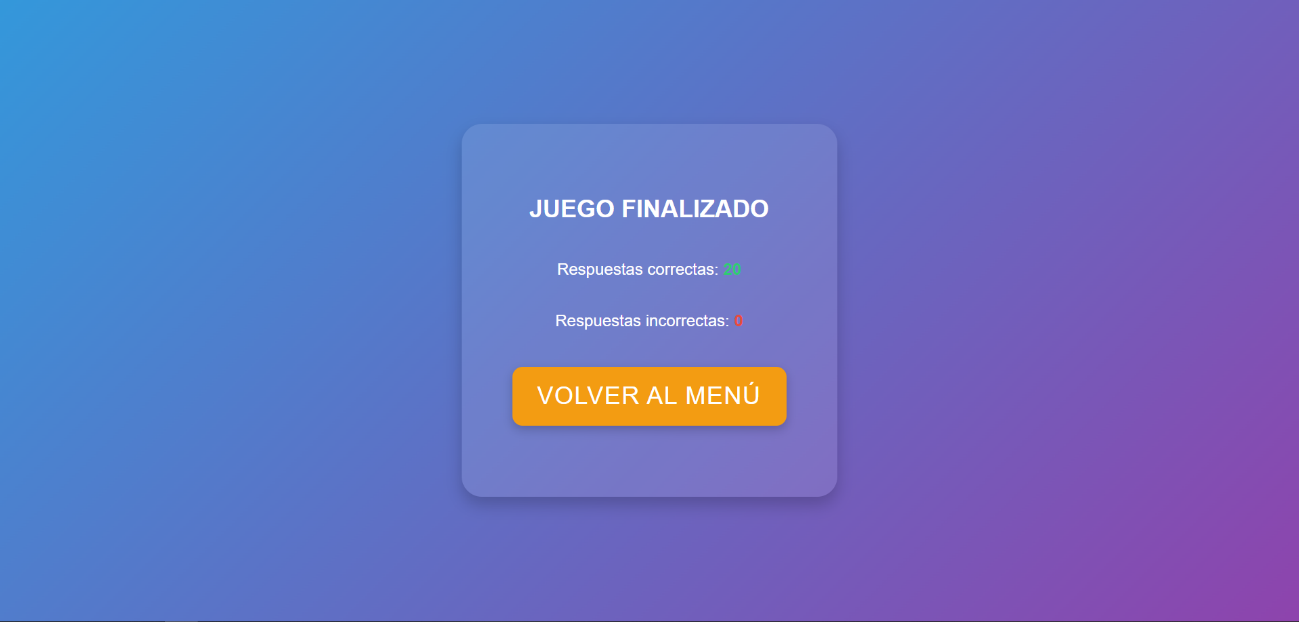 JUEGO FINALIZADO
Respuestas correctas: 20
Respuestas incorrectas: 0
VOLVER AL MENÚ